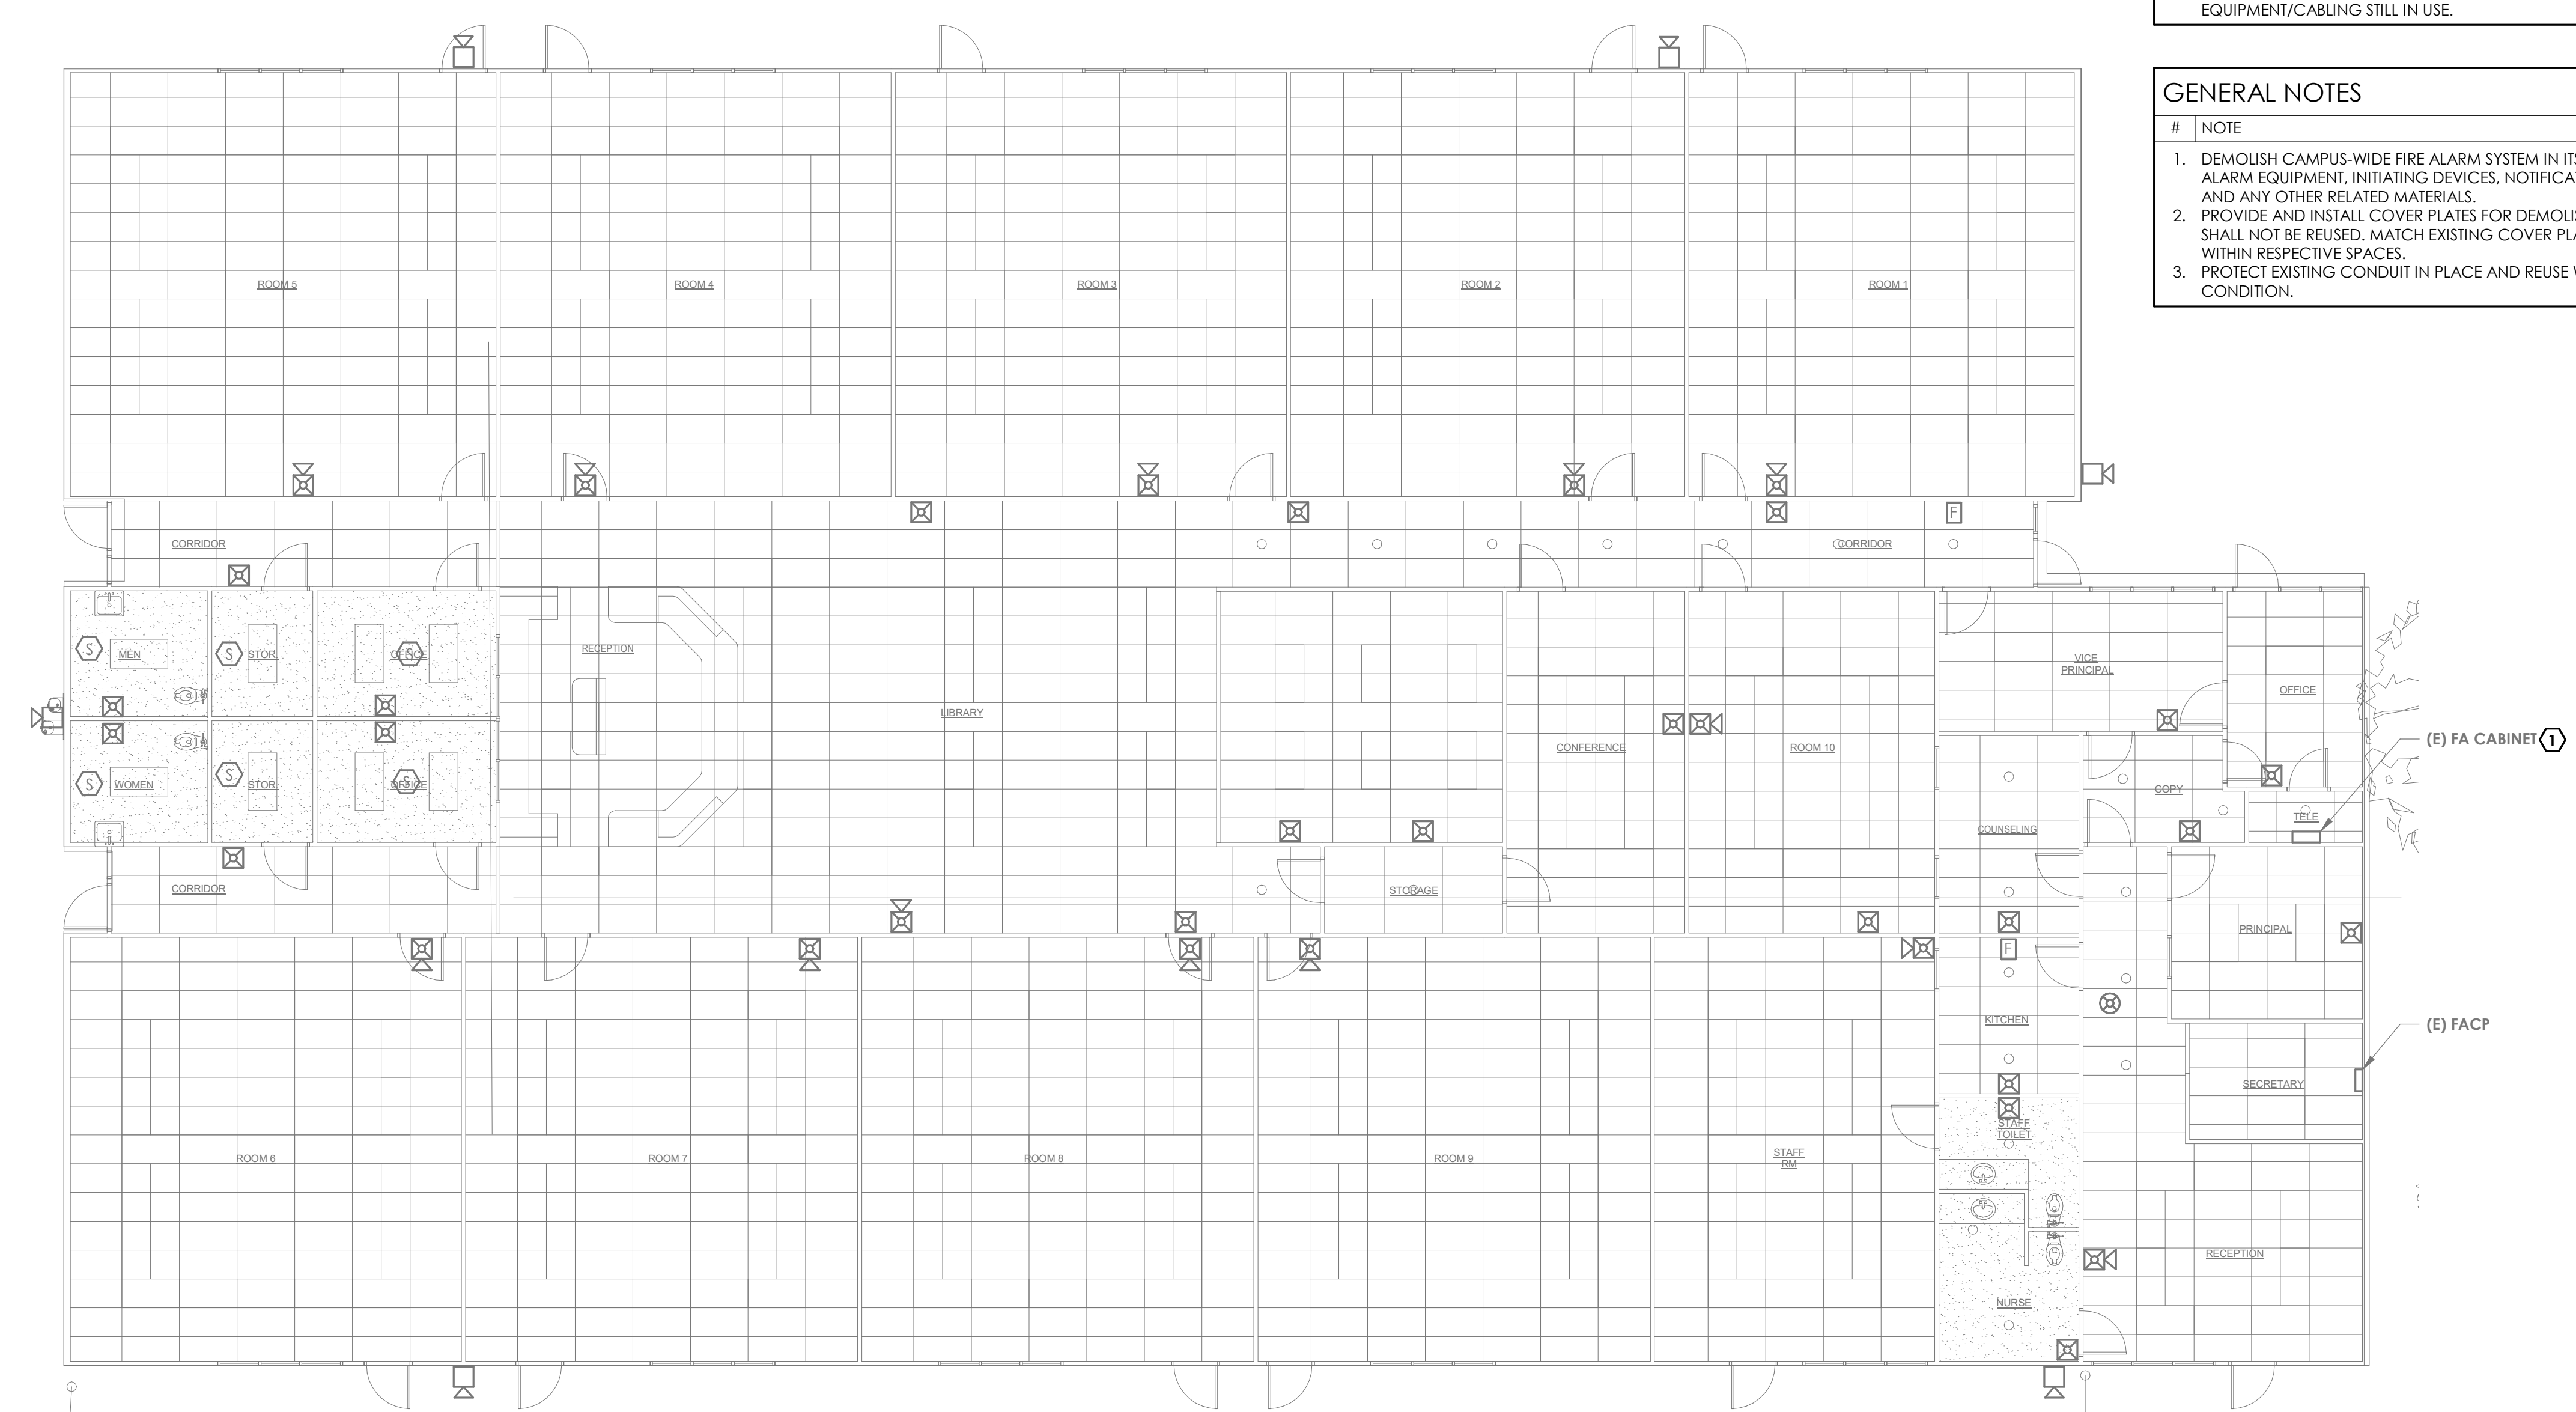 EQUIPMENT/CABLING STILL IN USE.
GENERAL NOTES
# NOTE
1. DEMOLISH CAMPUS-WIDE FIRE ALARM SYSTEM IN ITS
ALARM EQUIPMENT, INITIATING DEVICES, NOTIFICA
AND ANY OTHER RELATED MATERIALS.
2. PROVIDE AND INSTALL COVER PLATES FOR DEMOLI
SHALL NOT BE REUSED. MATCH EXISTING COVER PLA
WITHIN RESPECTIVE SPACES.
3. PROTECT EXISTING CONDUIT IN PLACE AND REUSE
CONDITION.
ROOM 5
ROOM 4
ROOM 3
ROOM 2
ROOM 1
F
CORRIDOR
CORRIDOR
RECEPTION
S
MEN
S
STOR.
S
OFFICE
VICE
PRINCIPAL
OFFICE
LIBRARY
CONFERENCE
ROOM 10
(E) FA CABINET 1
S
WOMEN
S
STOR.
S
OFFICE
COPY
TELE
COUNSELING
CORRIDOR
STORAGE
PRINCIPAL
F
KITCHEN
(E) FACP
SECRETARY
STAFF
TOILET
ROOM 6
ROOM 7
ROOM 8
ROOM 9
STAFF
RM
RECEPTION
NURSE